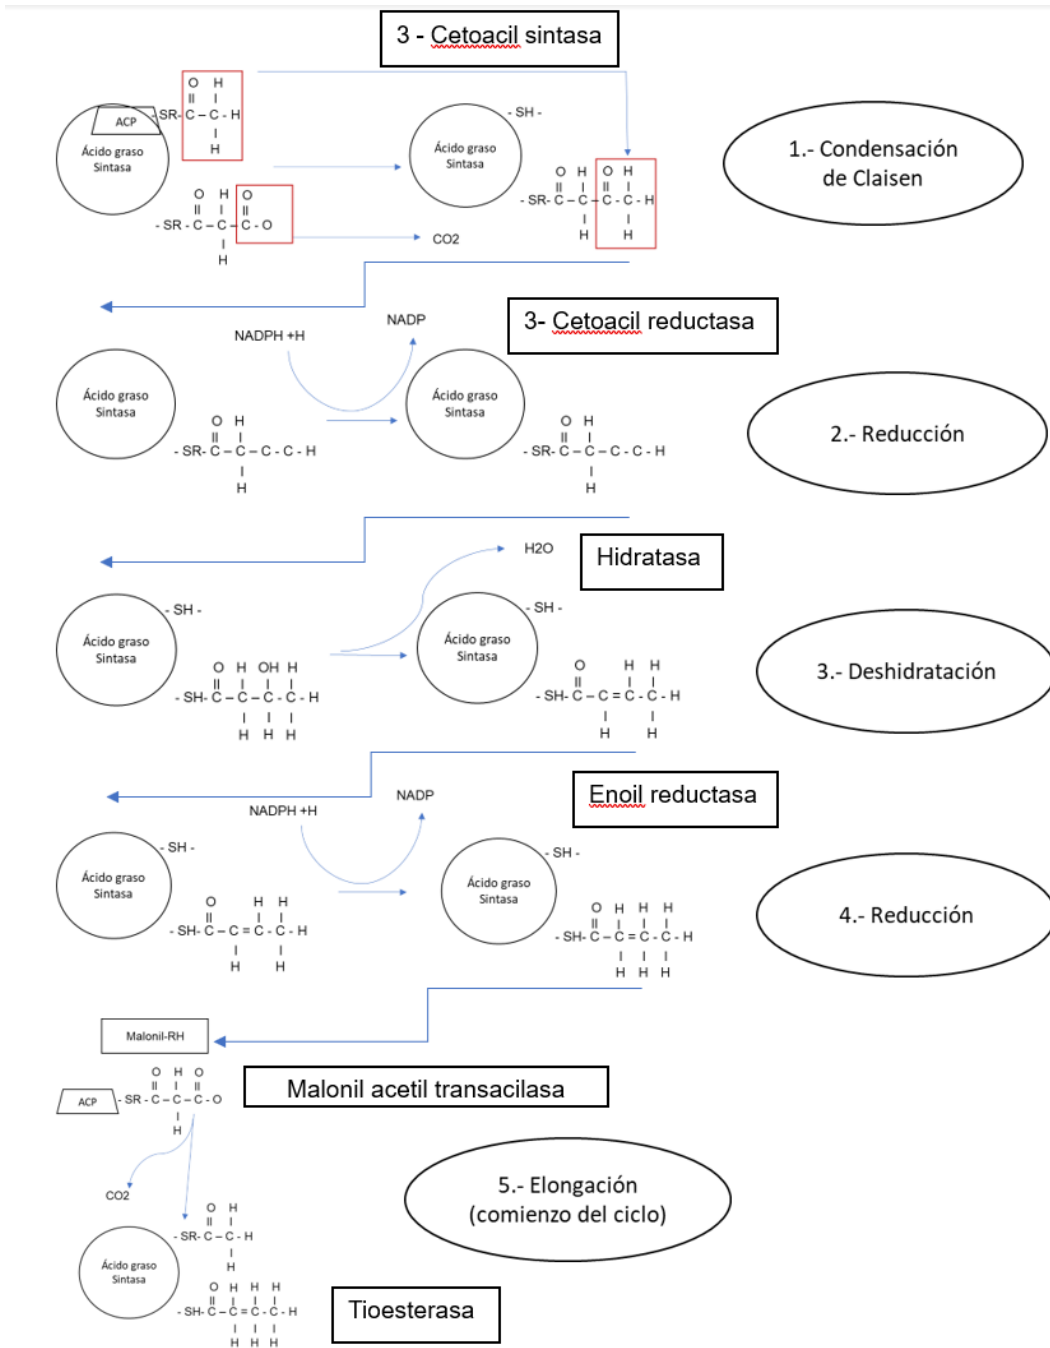 3 - Cetoacil sintasa
O H
ACP
-SR-C-C-H
H
Ácido graso
Sintasa
O H O
-SR-C-C-C-O
H
CO2
-SH-
Ácido graso
Sintasa
O H O H
-SR-C-C-C-C-H
H H
1.- Condensación
de Claisen
3- Cetoacil reductasa
NADPH +H
NADP
Ácido graso
Sintasa
O H
-SR-C-C-C-C-H
H
Ácido graso
Sintasa
O H
-SR-C-C-C-C-H
H
2.- Reducción
Hidratasa
H2O
-SH-
Ácido graso
Sintasa
O H OH H
-SH-C-C-C-C-H
H H H
-SH-
Ácido graso
Sintasa
O H H
-SH-C-C=C-C-H
H H
3.- Deshidratación
Enoil reductasa
NADPH +H
NADP
-SH-
Ácido graso
Sintasa
O H H
-SH-C-C=C-C-H
H H
-SH-
Ácido graso
Sintasa
O H H H
-SH-C-C=C-C-H
H H H
4.- Reducción
Malonil-RH
O H O
ACP
-SR-C-C-C-O
H
Malonil acetil transacilasa
CO2
5.- Elongación
(comienzo del ciclo)
O H
-SR-C-C-H
H
Ácido graso
Sintasa
O H H H
-SH-C-C=C-C-H
H H H
Tioesterasa